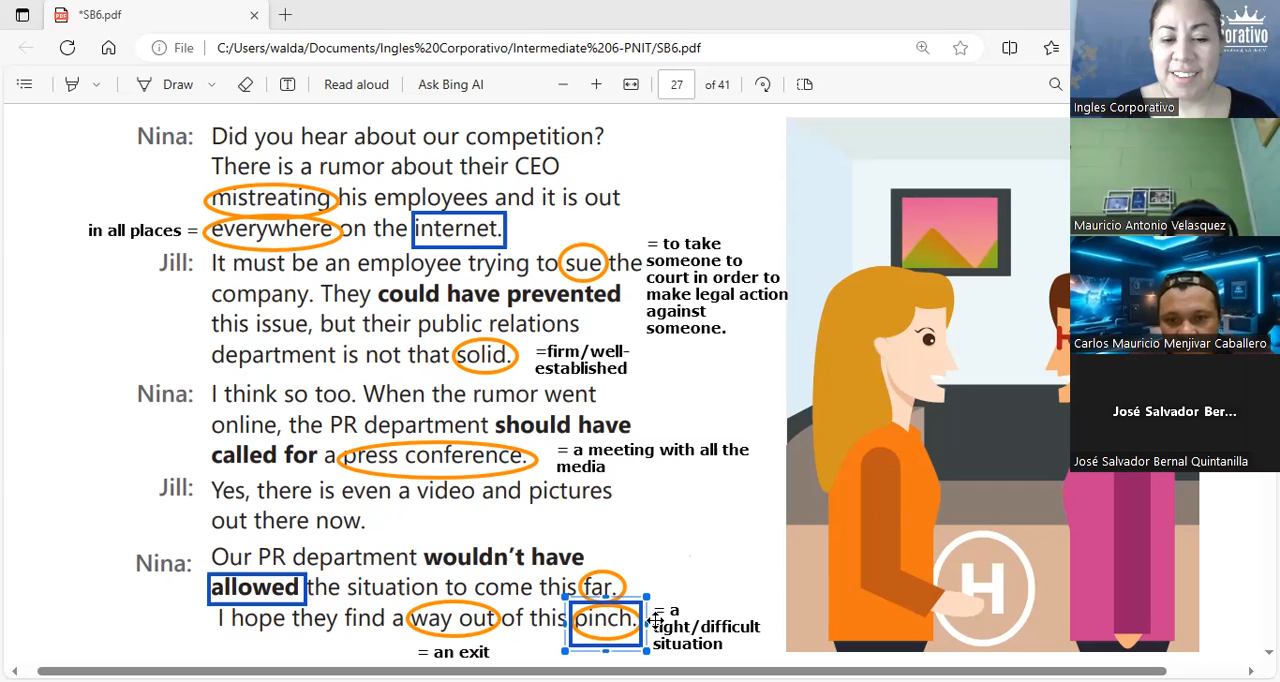 *SB6.pdf
File C:/Users/walda/Documents/Ingles%20Corporativo/Intermediate%206-PNIT/SB6.pdf
Draw Read aloud Ask Bing AI 27 of 41
Nina: Did you hear about our competition?
There is a rumor about their CEO
mistreating his employees and it is out
in all places = everywhere on the internet.
Jill: It must be an employee trying to sue the
company. They could have prevented
this issue, but their public relations
department is not that solid.
= to take
someone to
court in order to
make legal action
against
someone.
=firm/well-
established
Nina: I think so too. When the rumor went
online, the PR department should have
called for a press conference.
= a meeting with all the
media
Jill: Yes, there is even a video and pictures
out there now.
Nina: Our PR department wouldn't have
allowed the situation to come this far.
I hope they find a way out of this pinch.
= a
tight/difficult
situation
= an exit
H
Ingles Corporativo
Mauricio Antonio Velasquez
Carlos Mauricio Menjivar Caballero
José Salvador Ber...
José Salvador Bernal Quintanilla